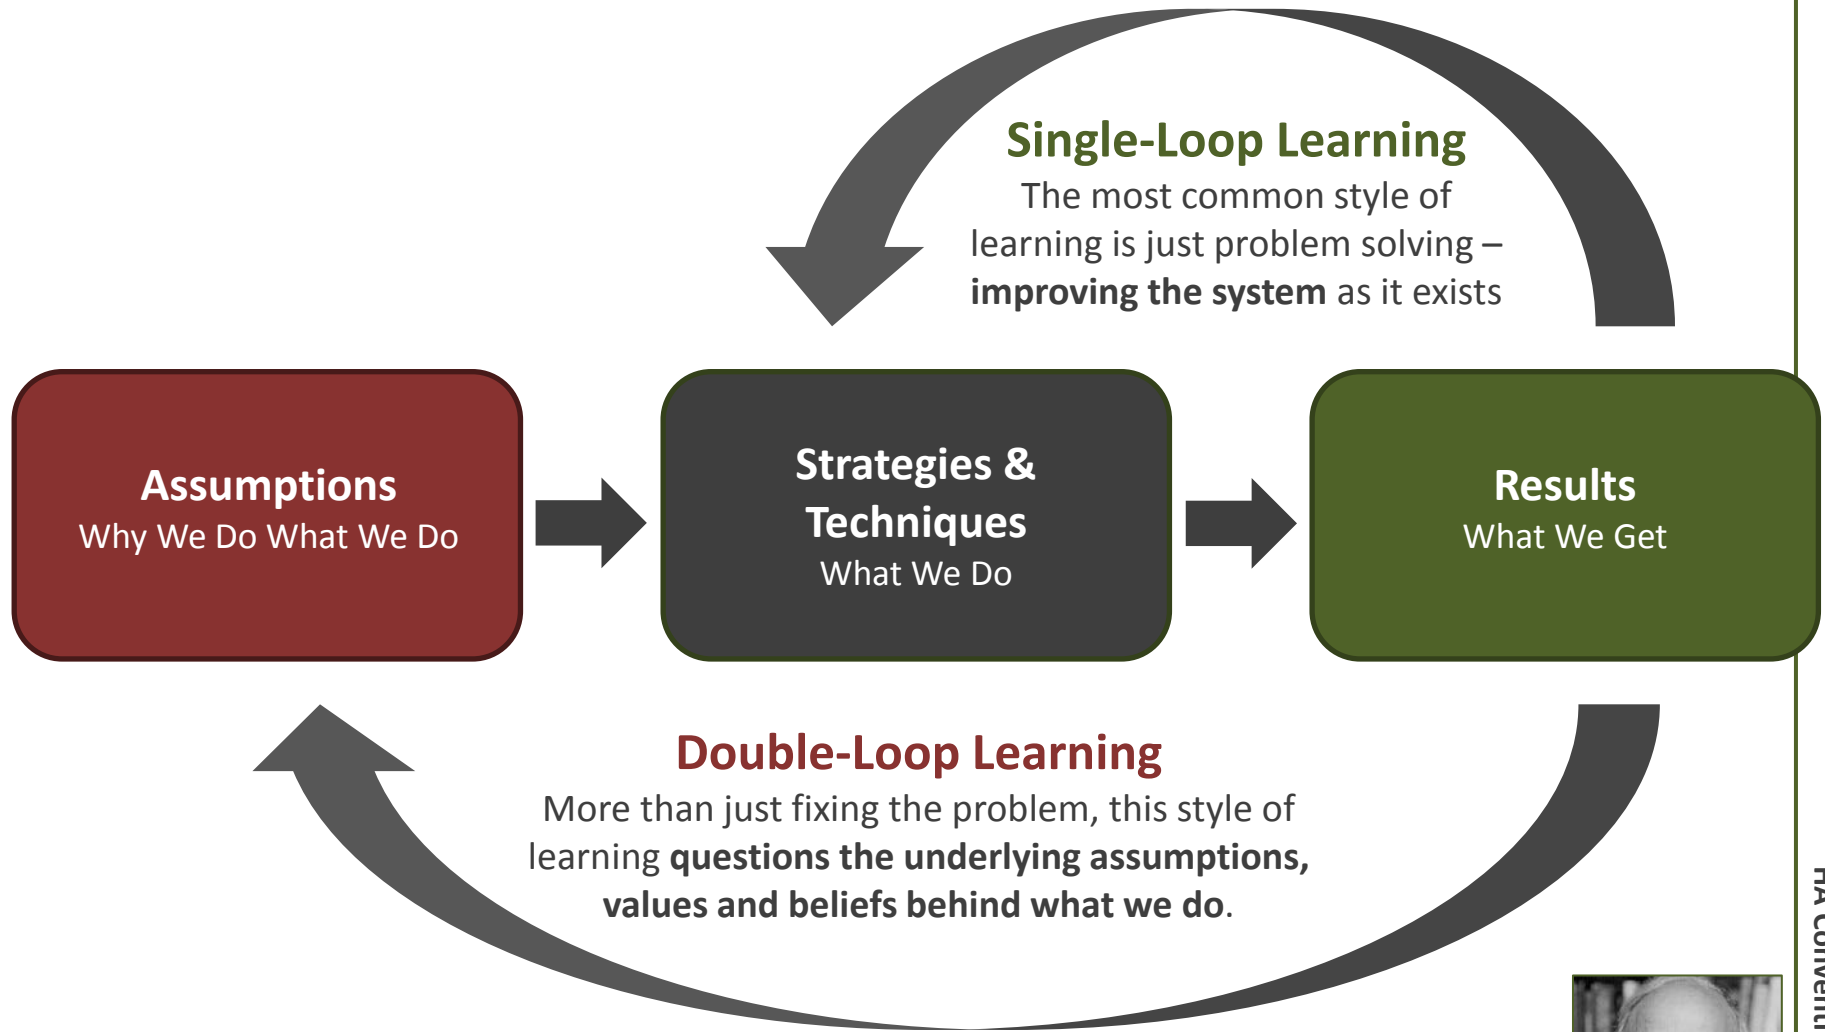 Single-Loop Learning
The most common style of
learning is just problem solving –
improving the system as it exists
Assumptions
Why We Do What We Do
Strategies &
Techniques
What We Do
Results
What We Get
Double-Loop Learning
More than just fixing the problem, this style of
learning questions the underlying assumptions,
values and beliefs behind what we do.
HA